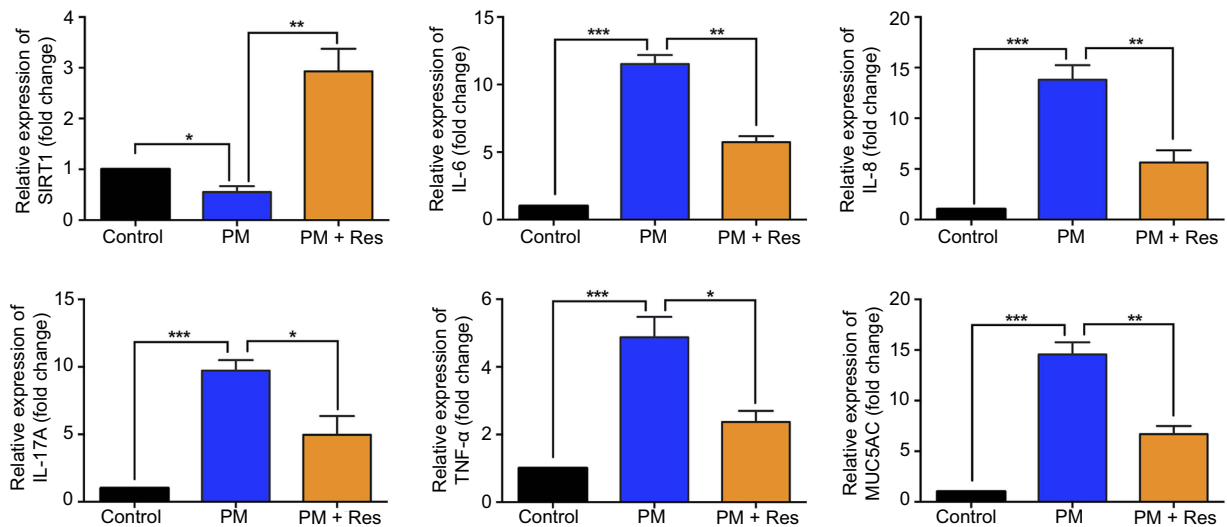 Relative expression of
SIRT1 (fold change)
4
3
2
1
0
*
**
Control PM PM + Res
Relative expression of
IL-6 (fold change)
15
10
5
0
***
**
Control PM PM + Res
Relative expression of
IL-8 (fold change)
20
15
10
5
0
***
**
Control PM PM + Res
Relative expression of
IL-17A (fold change)
15
10
5
0
***
*
Control PM PM + Res
Relative expression of
TNF-α (fold change)
6
4
2
0
***
*
Control PM PM + Res
Relative expression of
MUC5AC (fold change)
20
15
10
5
0
***
**
Control PM PM + Res